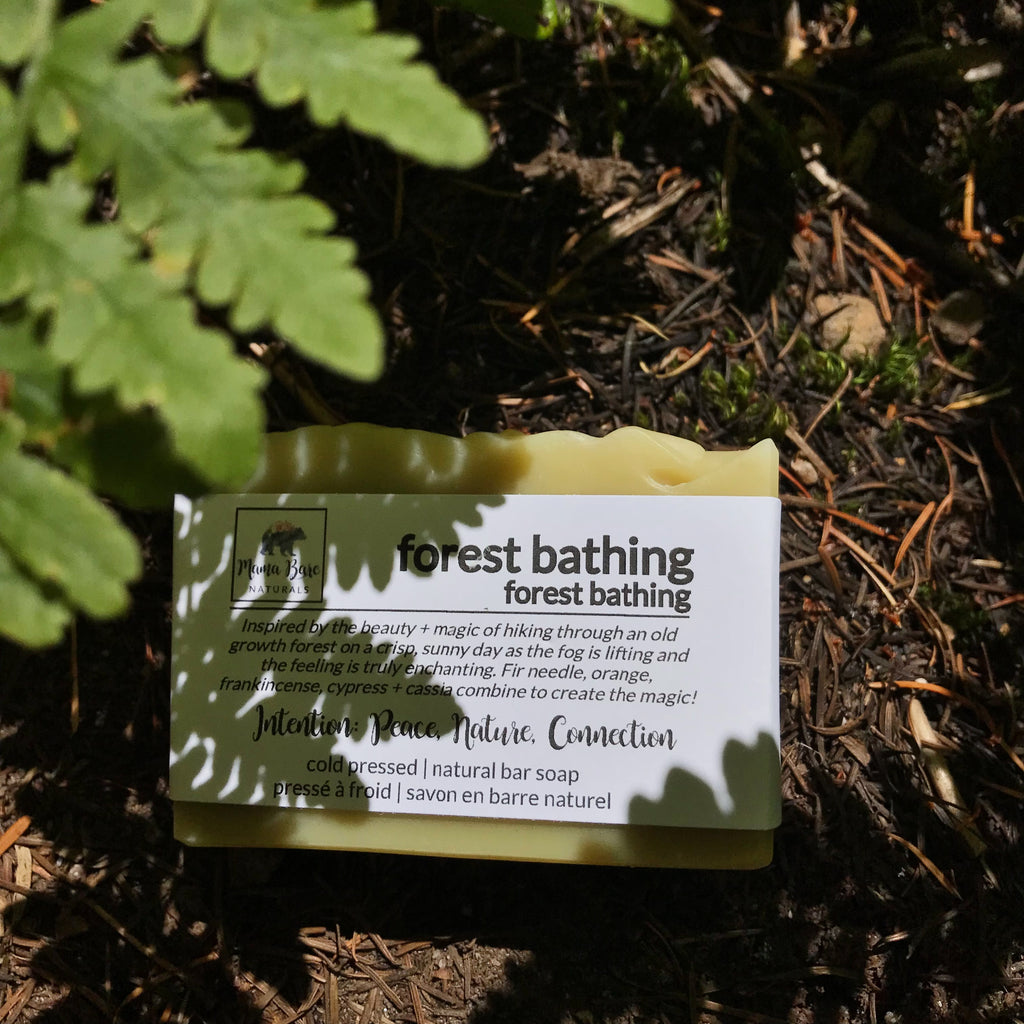 Mama Bare
NATURALS
forest bathing
forest bathing
Inspired by the beauty + magic of hiking through an old
growth forest on a crisp, sunny day as the fog is lifting and
the feeling is truly enchanting. Fir needle, orange,
frankincense, cypress + cassia combine to create the magic!
Intention: Peace, Nature, Connection
cold pressed | natural bar soap
pressé à froid | savon en barre naturel